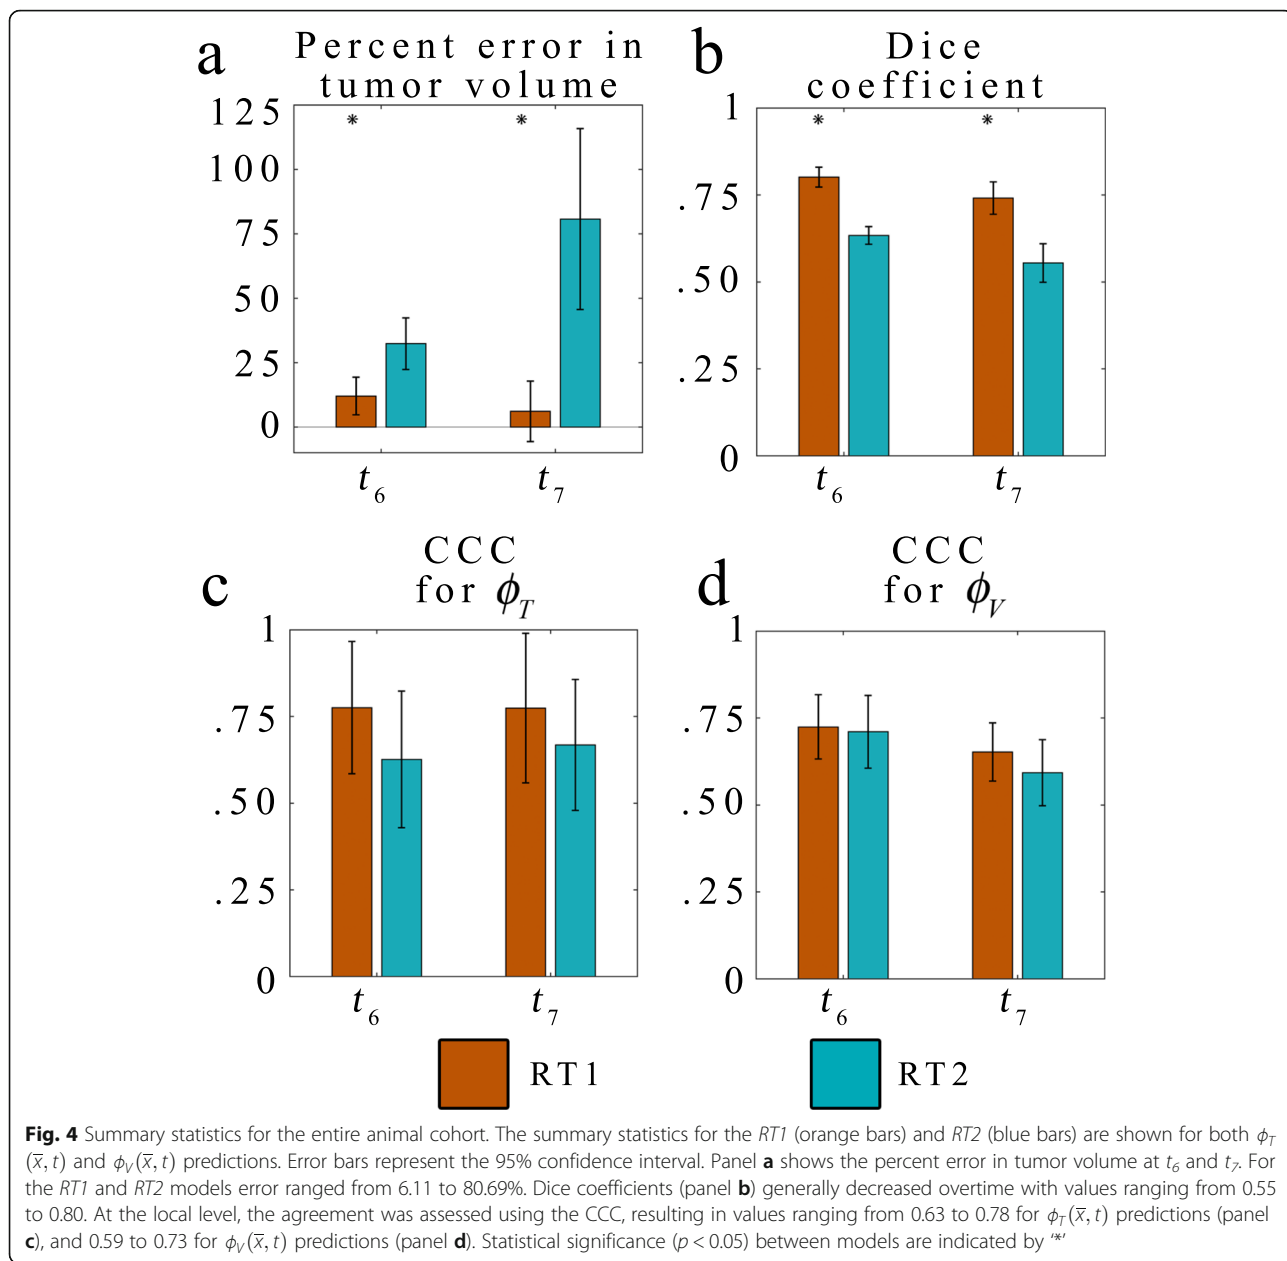 a Percent error in
tumor volume
125
100
75
50
25
0
*
*
t6
t7
b Dice
coefficient
1
.75
.50
.25
0
*
*
t6
t7
c CCC
for ϕT
1
.75
.50
.25
0
t6
t7
d CCC
for ϕV
1
.75
.50
.25
0
t6
t7
RT1
RT2
Fig. 4 Summary statistics for the entire animal cohort. The summary statistics for the RT1 (orange bars) and RT2 (blue bars) are shown for both ϕT
(x̅, t) and ϕV(x̅, t) predictions. Error bars represent the 95% confidence interval. Panel a shows the percent error in tumor volume at t6 and t7. For
the RT1 and RT2 models error ranged from 6.11 to 80.69%. Dice coefficients (panel b) generally decreased overtime with values ranging from 0.55
to 0.80. At the local level, the agreement was assessed using the CCC, resulting in values ranging from 0.63 to 0.78 for ϕT(x̅, t) predictions (panel
c), and 0.59 to 0.73 for ϕV(x̅, t) predictions (panel d). Statistical significance (p < 0.05) between models are indicated by ‘*’